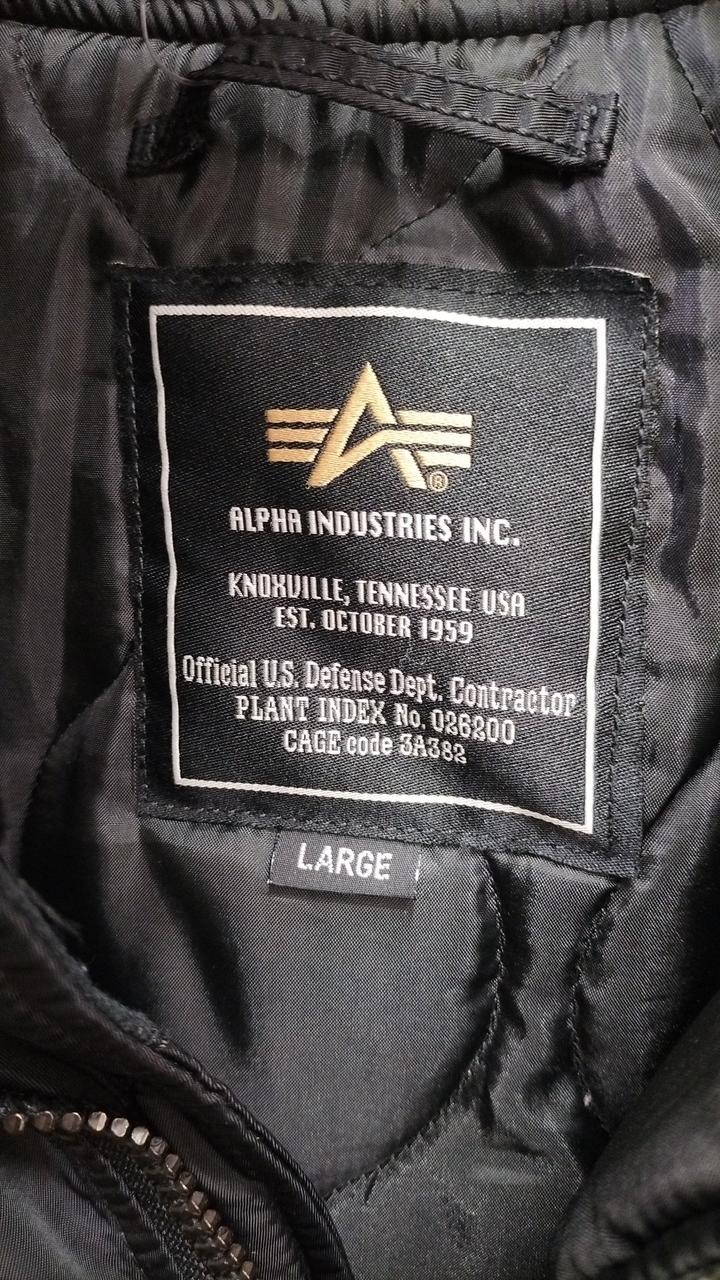 ®
ALPHA INDUSTRIES INC.
KNOXVILLE, TENNESSEE USA
EST. OCTOBER 1959
Official U.S. Defense Dept. Contractor
PLANT INDEX No. 026200
CAGE code 3A382
LARGE